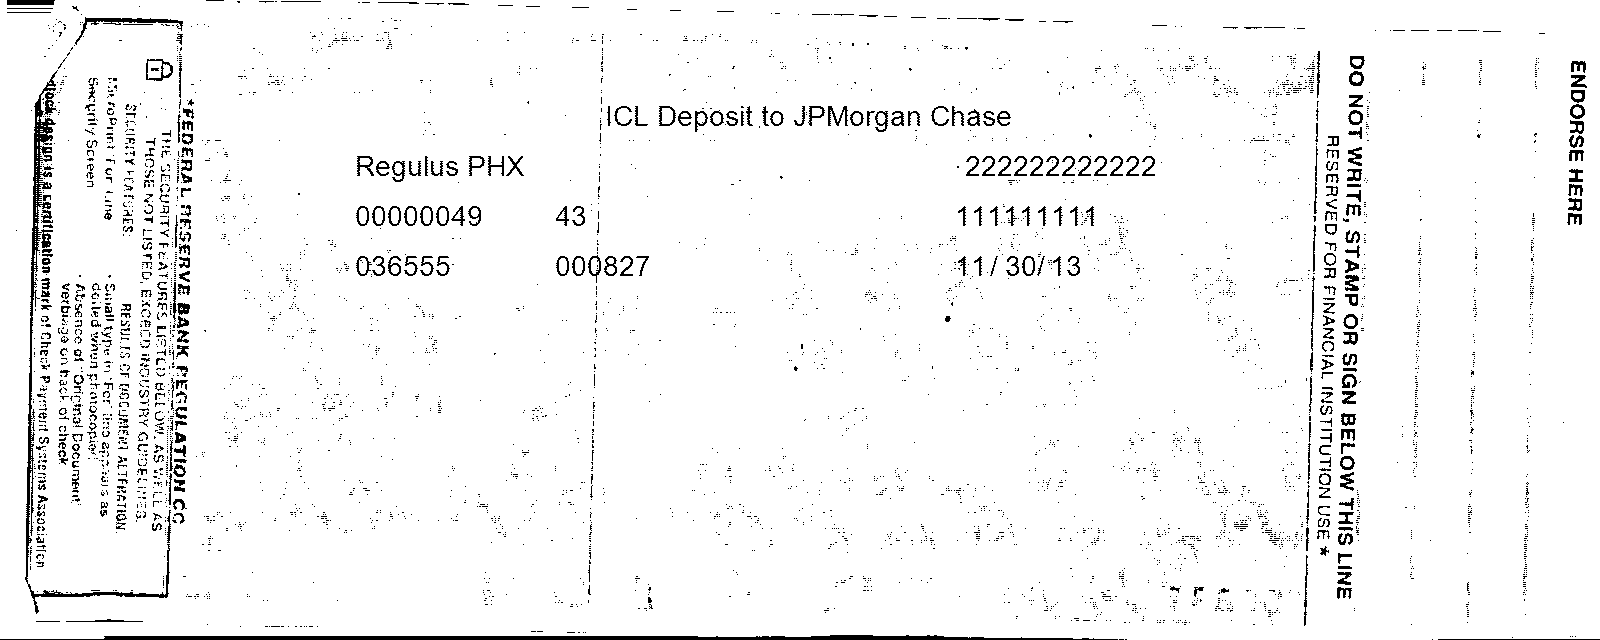 ICL Deposit to JPMorgan Chase
Regulus PHX 222222222222
00000049 43 111111111
036555 000827 11/ 30/ 13
ENDORSE HERE
DO NOT WRITE, STAMP OR SIGN BELOW THIS LINE
RESERVED FOR FINANCIAL INSTITUTION USE *
*FEDERAL RESERVE BANK REGULATION CC
THE SECURITY FEATURES LISTED BELOW, AS WELL AS
THOSE NOT LISTED, EXCEED INDUSTRY GUIDELINES.
SECURITY FEATURES: RESULTS OF DOCUMENT ALTERATION
MicroPrint For Line • Small type in "For" line appears as
dotted when photocopied
Security Screen • Absence of "Original Document"
verbiage on back of check
design is a certification mark of Check Payment Systems Association